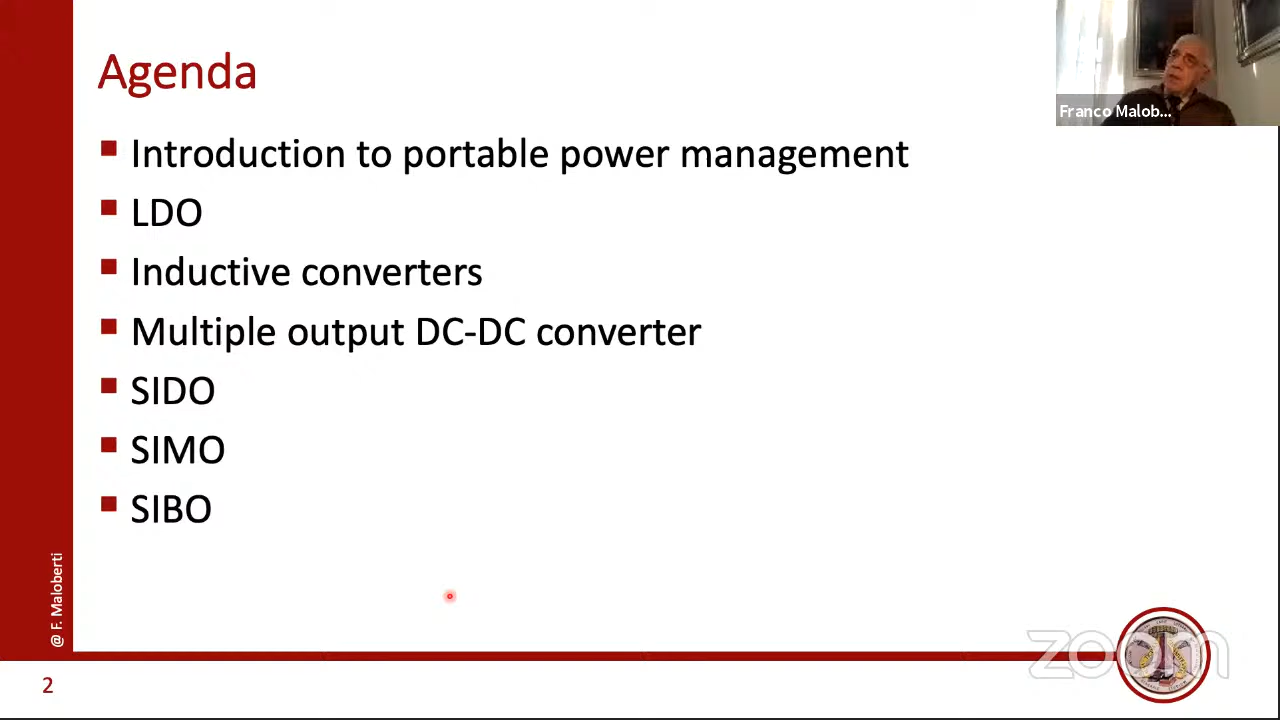 Agenda
Franco Malob...
Introduction to portable power management
LDO
Inductive converters
Multiple output DC-DC converter
SIDO
SIMO
SIBO
@ F. Maloberti
zoom
2